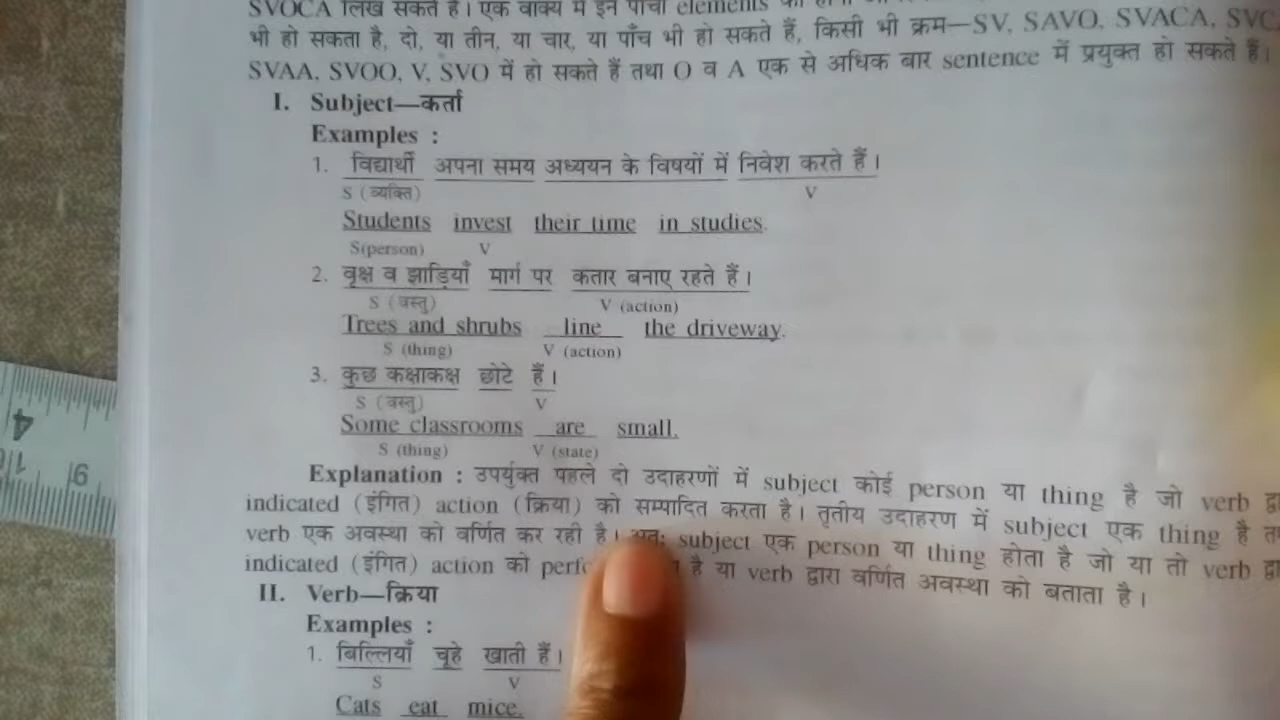 SVOCA लिख सकते हैं। एक वाक्य में इन पाँचों elements का होना
भी हो सकता है, दो, या तीन, या चार, या पाँच भी हो सकते हैं, किसी भी क्रम—SV, SAVO, SVACA, SVC
SVAA, SVOO, V, SVO में हो सकते हैं तथा O व A एक से अधिक बार sentence में प्रयुक्त हो सकते हैं।
I. Subject—कर्ता
Examples :
1. विद्यार्थी अपना समय अध्ययन के विषयों में निवेश करते हैं।
S (व्यक्ति) V
Students invest their time in studies.
S(person) V
2. वृक्ष व झाड़ियाँ मार्ग पर कतार बनाए रहते हैं।
S (वस्तु) V (action)
Trees and shrubs line the driveway.
S (thing) V (action)
3. कुछ कक्षाकक्ष छोटे हैं।
S (वस्तु) V
Some classrooms are small.
S (thing) V (state)
Explanation : उपर्युक्त पहले दो उदाहरणों में subject कोई person या thing है जो verb
indicated (इंगित) action (क्रिया) को सम्पादित करता है। तृतीय उदाहरण में subject एक thing है
verb एक अवस्था को वर्णित कर रही है। अतः subject एक person या thing होता है जो या तो verb
indicated (इंगित) action को है या verb द्वारा वर्णित अवस्था को बताता है।
II. Verb—क्रिया
Examples :
1. बिल्लियाँ चूहे खाती हैं।
S V
Cats eat mice.
4
9